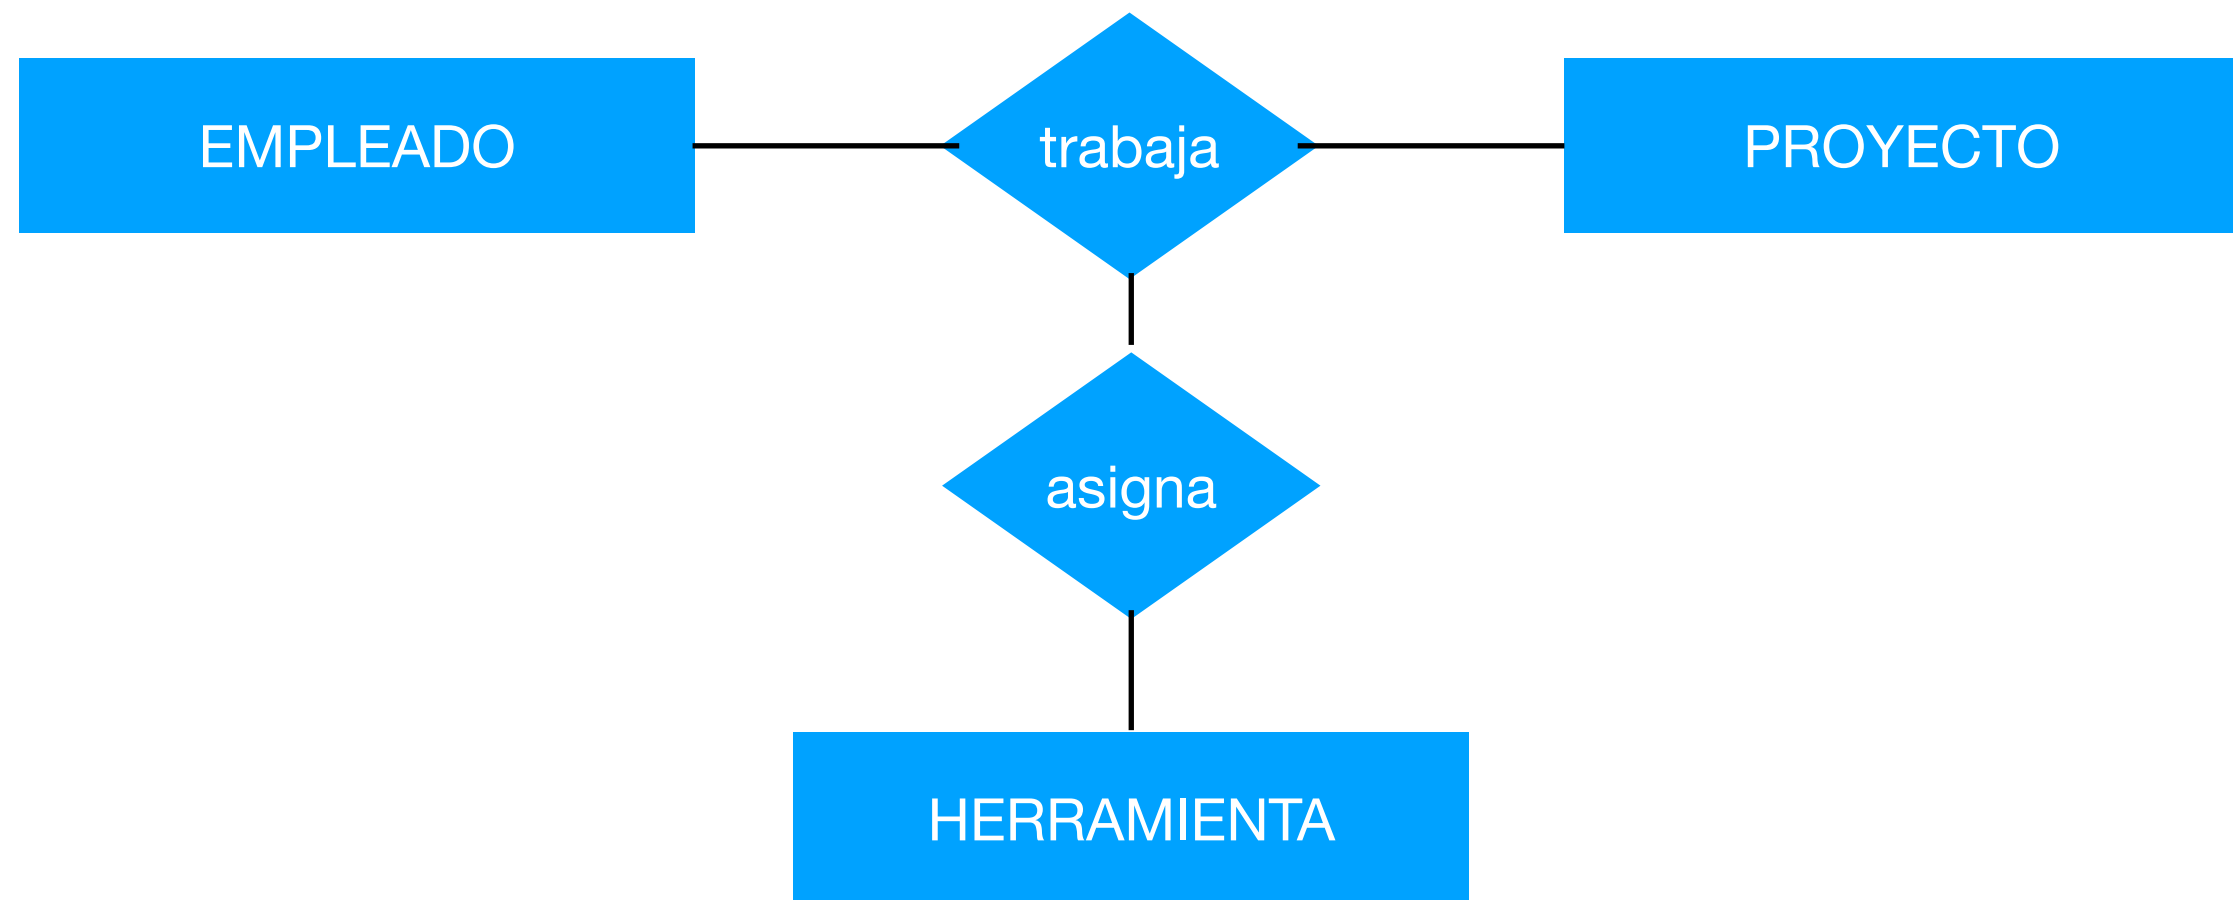 EMPLEADO
trabaja
PROYECTO
asigna
HERRAMIENTA